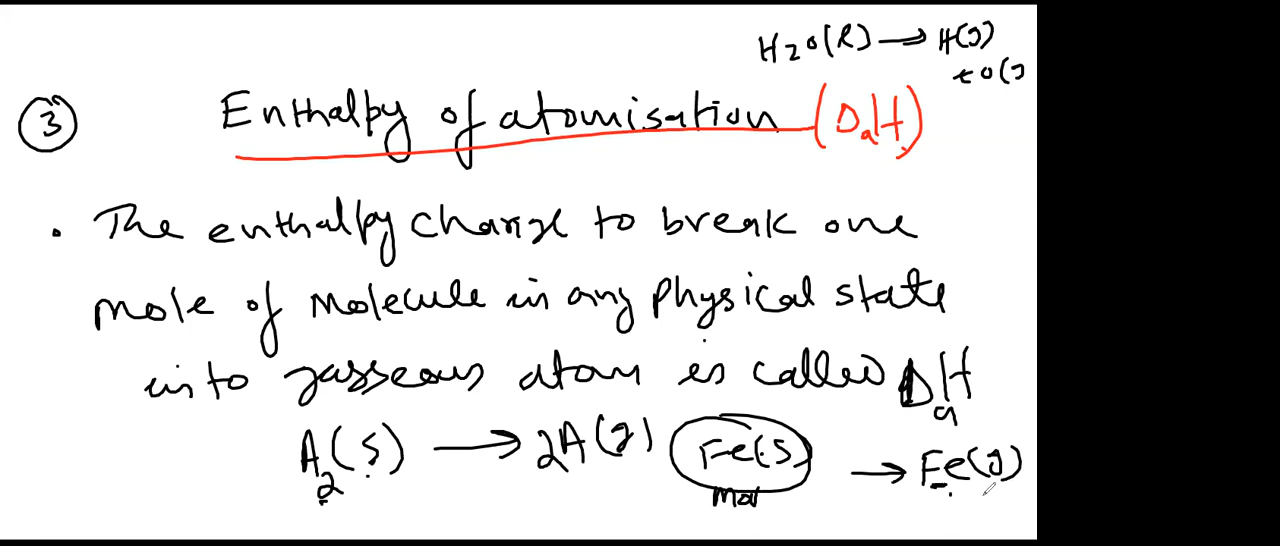 H2O(l) → H(g)
+ O(g
③ Enthalpy of atomisation (ΔaH)
• The enthalpy change to break one
mole of molecule in any physical state
into gasseous atom is called ΔaH
A2(s) → 2A(g) Fe(s) → Fe(g)
mol